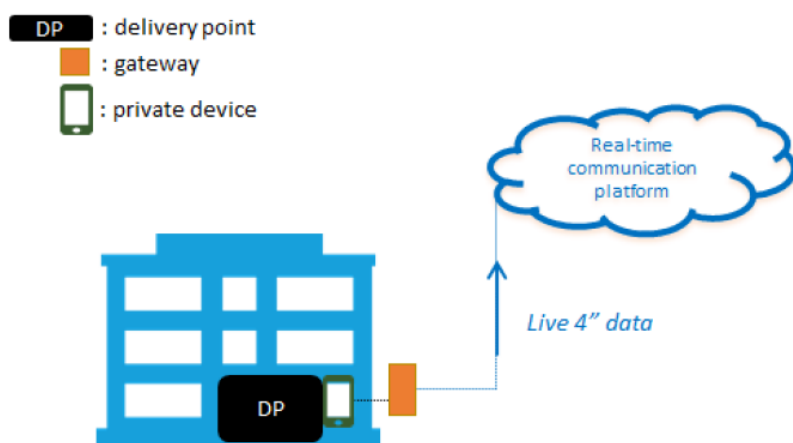 DP : delivery point
: gateway
: private device
Real-time
communication
platform
Live 4” data
DP